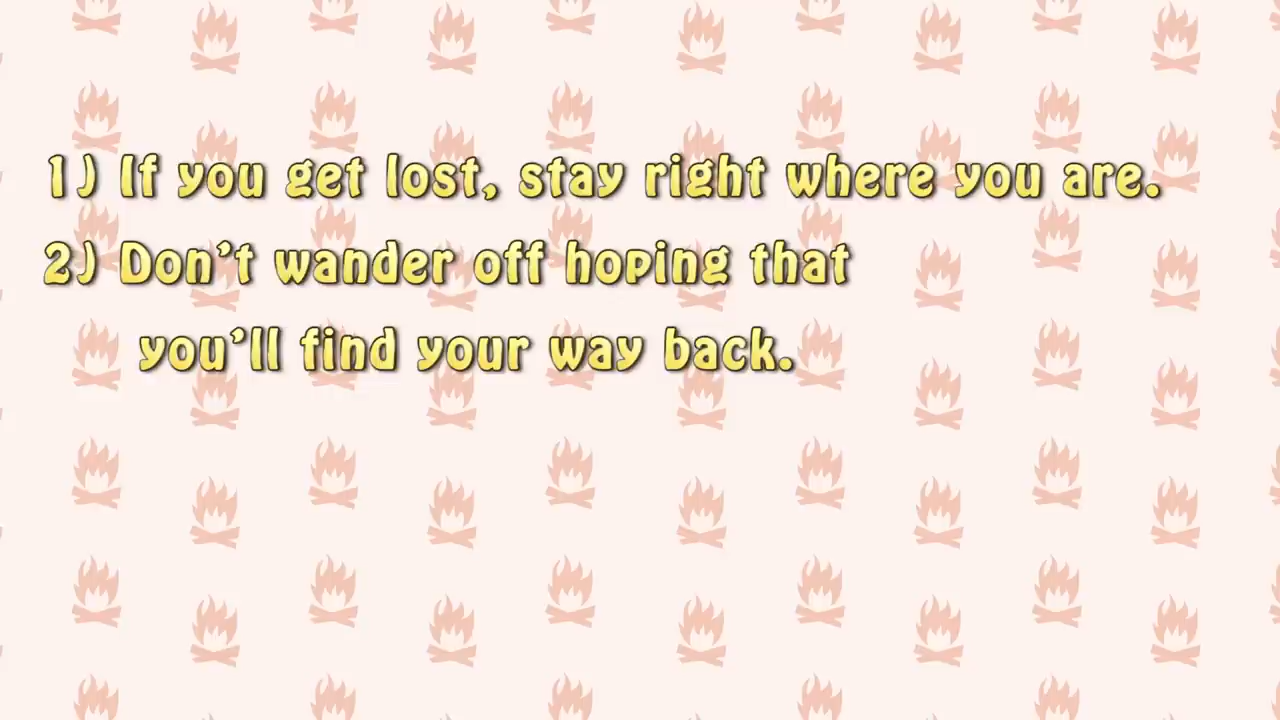 1) If you get lost, stay right where you are.
2) Don't wander off hoping that
you'll find your way back.